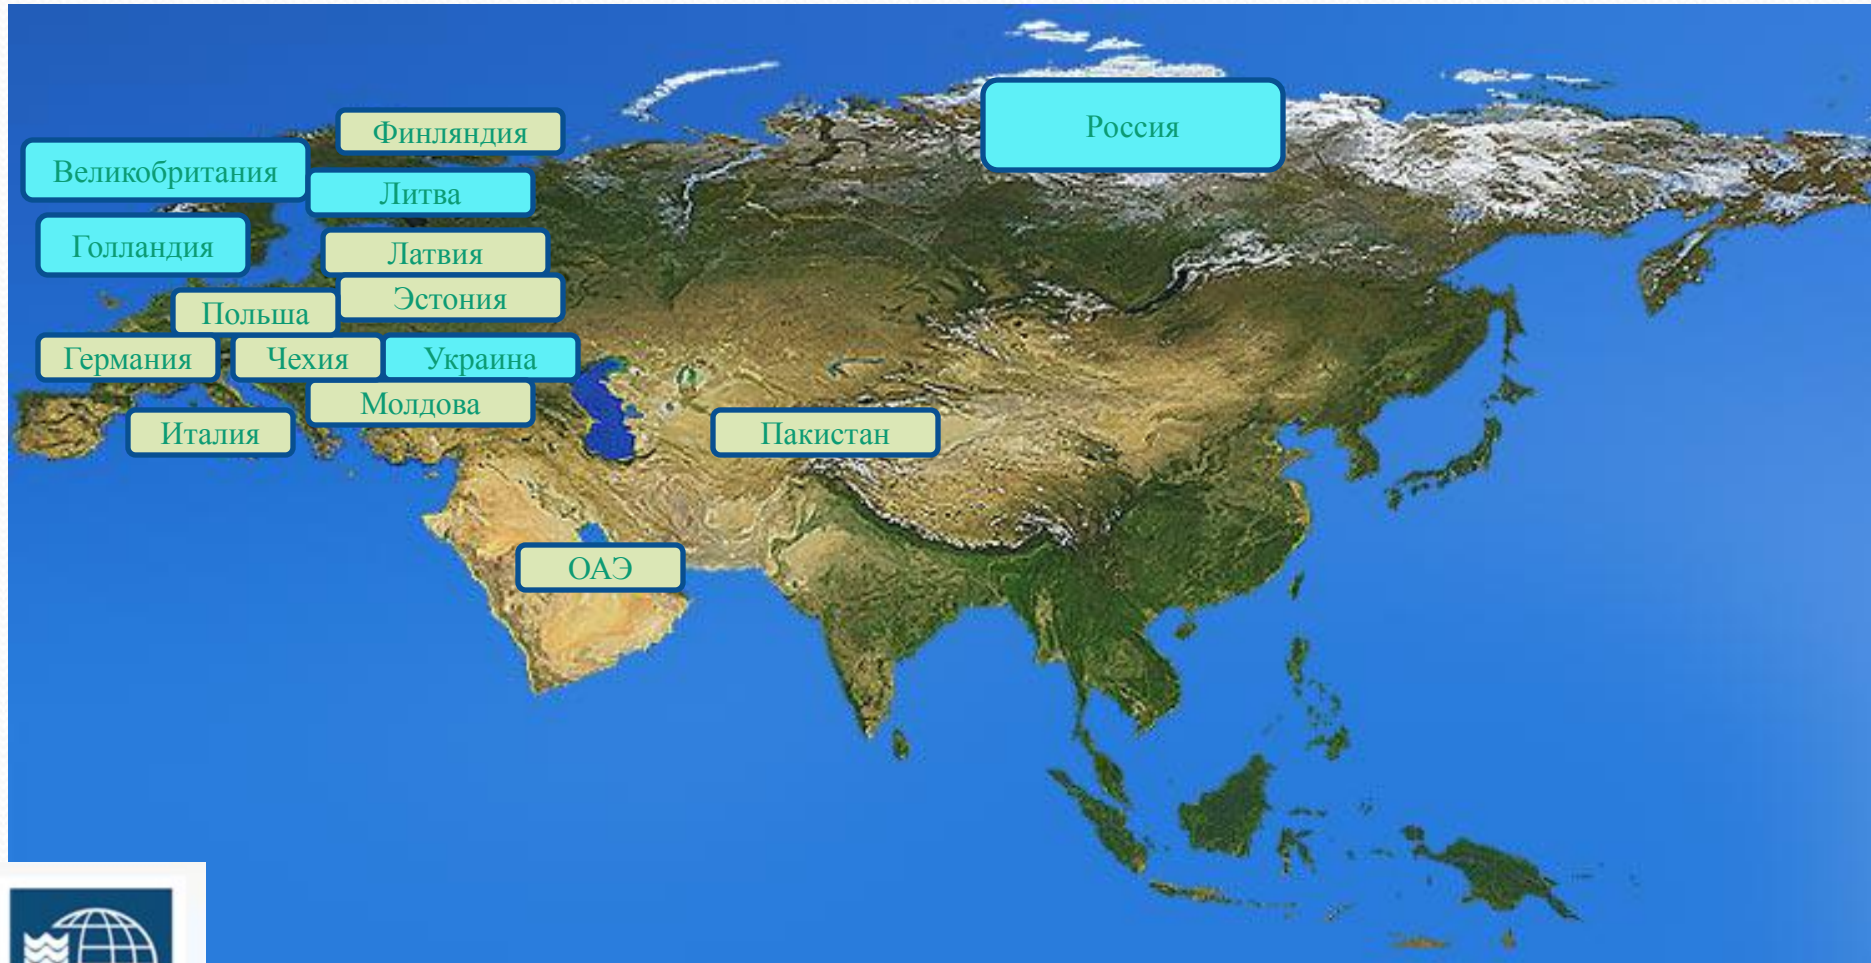 Финляндия
Россия
Великобритания
Литва
Голландия
Латвия
Эстония
Польша
Германия
Чехия
Украина
Молдова
Италия
Пакистан
ОАЭ